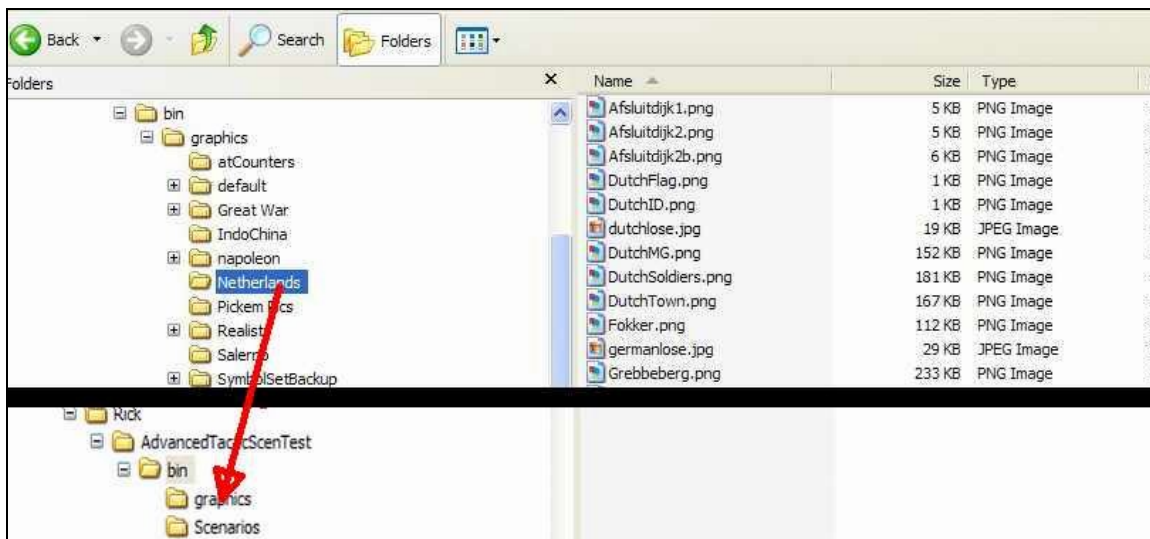 Back
Search
Folders
Folders
x
bin
graphics
atCounters
default
Great War
IndoChina
napoleon
Netherlands
Pickem
Salerno
SymbolSetBackup
Name Size Type
Afsluitdijk1.png 5 KB PNG Image
Afsluitdijk2.png 5 KB PNG Image
Afsluitdijk2b.png 6 KB PNG Image
DutchFlag.png 1 KB PNG Image
DutchID.png 1 KB PNG Image
dutchlose.jpg 19 KB JPEG Image
DutchMG.png 152 KB PNG Image
DutchSoldiers.png 181 KB PNG Image
DutchTown.png 167 KB PNG Image
Fokker.png 112 KB PNG Image
germanlose.jpg 29 KB JPEG Image
Grebbeberg.png 233 KB PNG Image
Rick
AdvancedTacticScenTest
bin
graphics
Scenarios